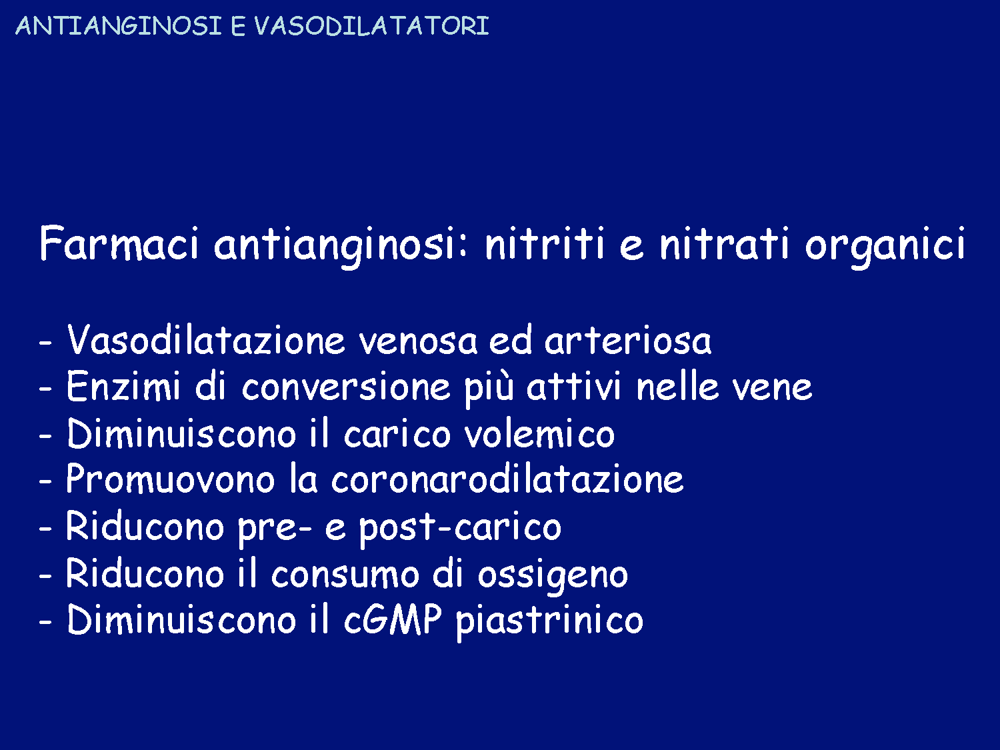 ANTIANGINOSI E VASODILATATORI
Farmaci antianginosi: nitriti e nitrati organici
- Vasodilatazione venosa ed arteriosa
- Enzimi di conversione più attivi nelle vene
- Diminuiscono il carico volemico
- Promuovono la coronarodilatazione
- Riducono pre- e post-carico
- Riducono il consumo di ossigeno
- Diminuiscono il cGMP piastrinico